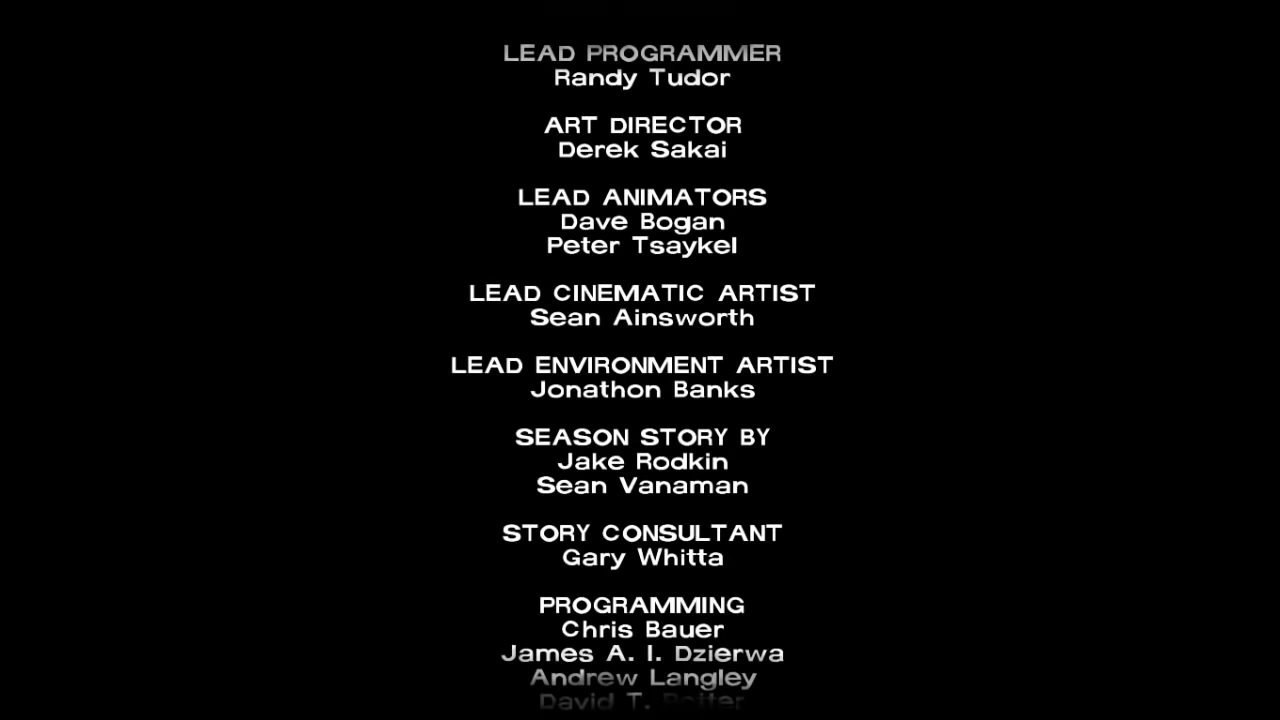 LEAD PROGRAMMER
Randy Tudor
ART DIRECTOR
Derek Sakai
LEAD ANIMATORS
Dave Bogan
Peter Tsaykel
LEAD CINEMATIC ARTIST
Sean Ainsworth
LEAD ENVIRONMENT ARTIST
Jonathon Banks
SEASON STORY BY
Jake Rodkin
Sean Vanaman
STORY CONSULTANT
Gary Whitta
PROGRAMMING
Chris Bauer
James A. I. Dzierwa
Andrew Langley
David T.